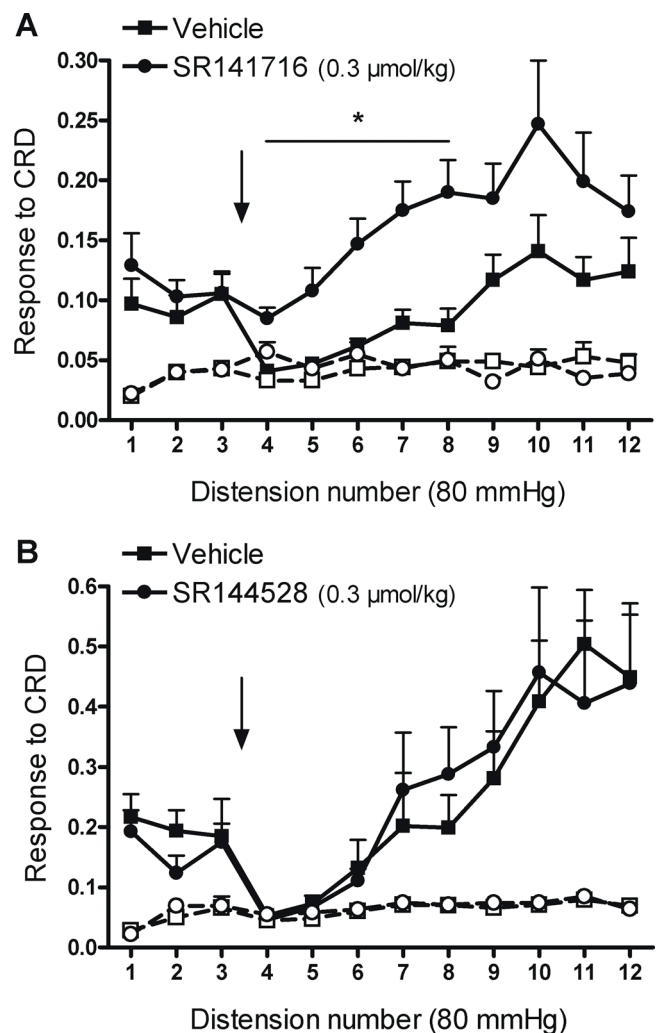 A
Vehicle
SR141716 (0.3 µmol/kg)
*
Response to CRD
0.30
0.25
0.20
0.15
0.10
0.05
0.00
1 2 3 4 5 6 7 8 9 10 11 12
Distension number (80 mmHg)
B
Vehicle
SR144528 (0.3 µmol/kg)
Response to CRD
0.6
0.5
0.4
0.3
0.2
0.1
0.0
1 2 3 4 5 6 7 8 9 10 11 12
Distension number (80 mmHg)